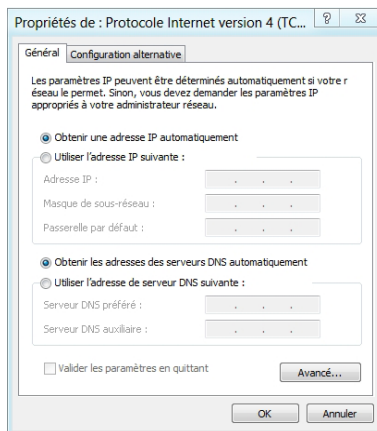 Propriétés de : Protocole Internet version 4 (TC...
Général
Configuration alternative
Les paramètres IP peuvent être déterminés automatiquement si votre r
éseau le permet. Sinon, vous devez demander les paramètres IP
appropriés à votre administrateur réseau.
Obtenir une adresse IP automatiquement
Utiliser l'adresse IP suivante :
Adresse IP :
Masque de sous-réseau :
Passerelle par défaut :
Obtenir les adresses des serveurs DNS automatiquement
Utiliser l'adresse de serveur DNS suivante :
Serveur DNS préféré :
Serveur DNS auxiliaire :
Valider les paramètres en quittant
Avancé...
OK
Annuler